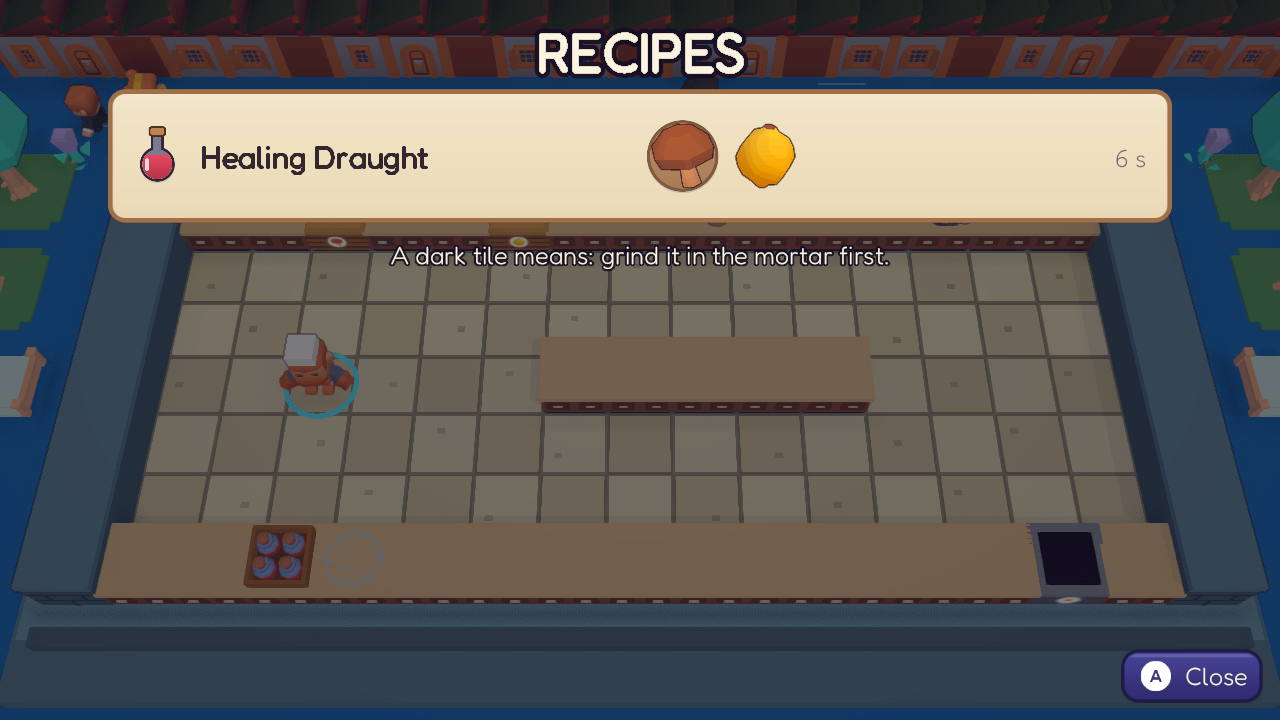 RECIPES
Healing Draught
6 s
A dark tile means: grind it in the mortar first.
A Close